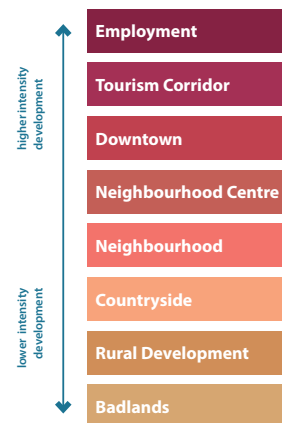 higher intensity
development
Employment
Tourism Corridor
Downtown
Neighbourhood Centre
Neighbourhood
Countryside
Rural Development
Badlands
lower intensity
development